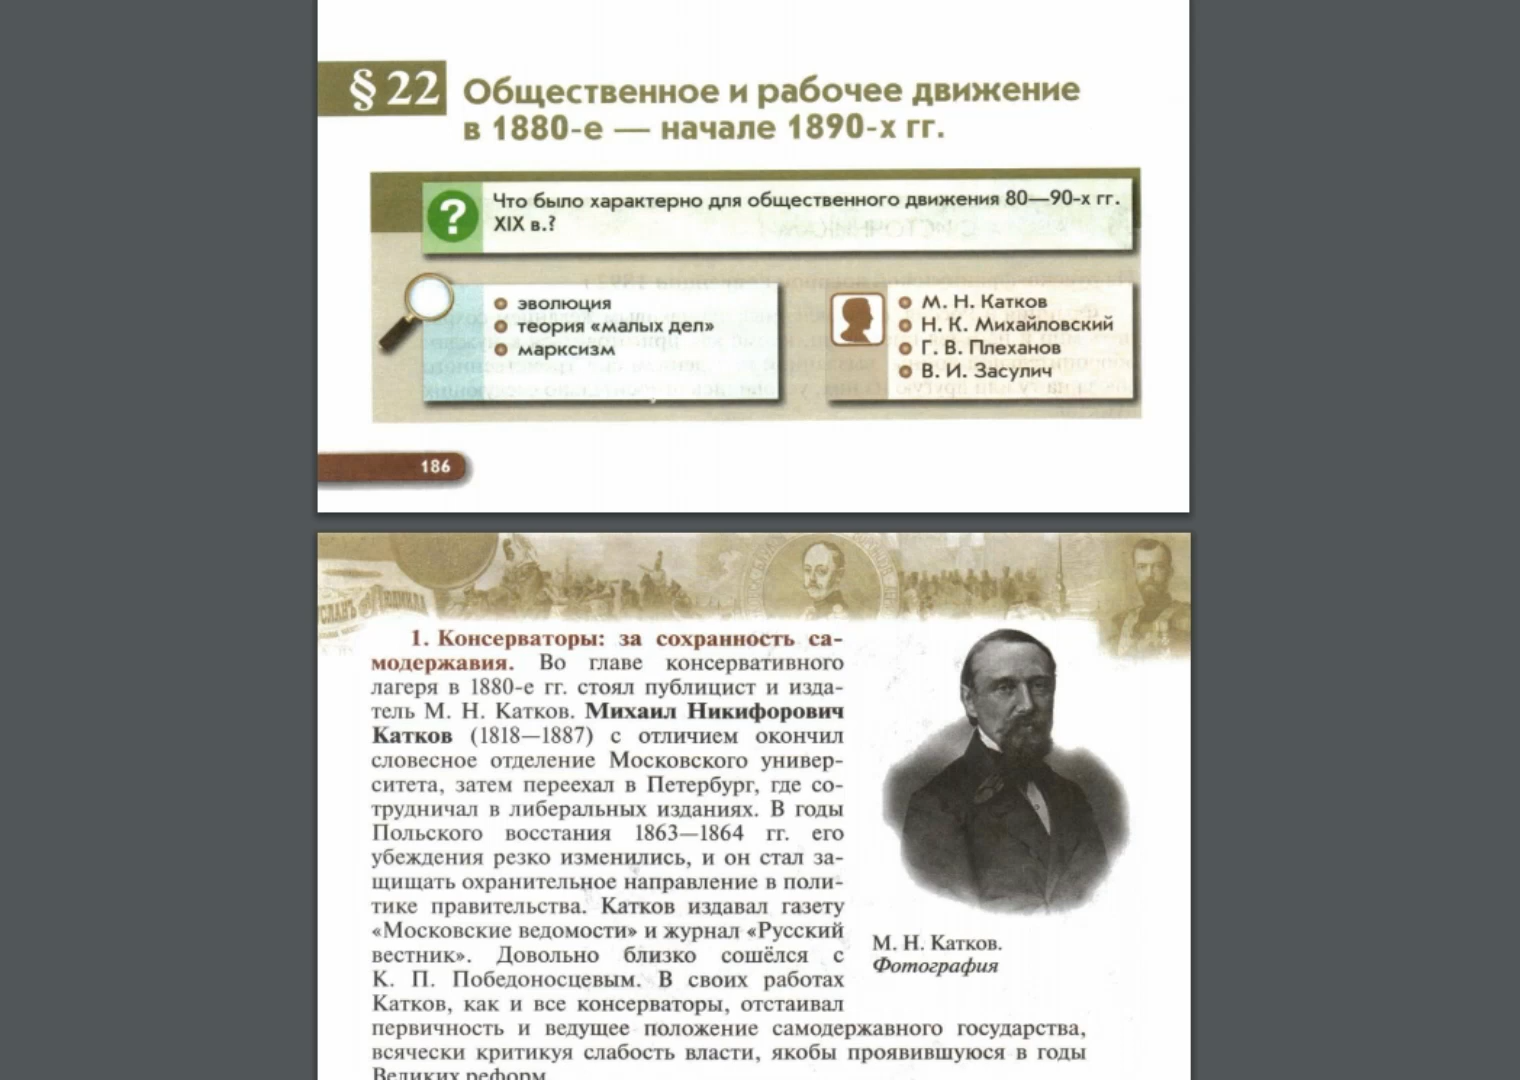 § 22
Общественное и рабочее движение
в 1880-е — начале 1890-х гг.
?
Что было характерно для общественного движения 80—90-х гг.
XIX в.?
эволюция
теория «малых дел»
марксизм
М. Н. Катков
Н. К. Михайловский
Г. В. Плеханов
В. И. Засулич
186
1. Консерваторы: за сохранность са-
модержавия. Во главе консервативного
лагеря в 1880-е гг. стоял публицист и изда-
тель М. Н. Катков. Михаил Никифорович
Катков (1818—1887) с отличием окончил
словесное отделение Московского универ-
ситета, затем переехал в Петербург, где со-
трудничал в либеральных изданиях. В годы
Польского восстания 1863—1864 гг. его
убеждения резко изменились, и он стал за-
щищать охранительное направление в поли-
тике правительства. Катков издавал газету
«Московские ведомости» и журнал «Русский
вестник». Довольно близко сошёлся с
К. П. Победоносцевым. В своих работах
Катков, как и все консерваторы, отстаивал
первичность и ведущее положение самодержавного государства,
всячески критикуя слабость власти, якобы проявившуюся в годы
Великих реформ.
М. Н. Катков.
Фотография